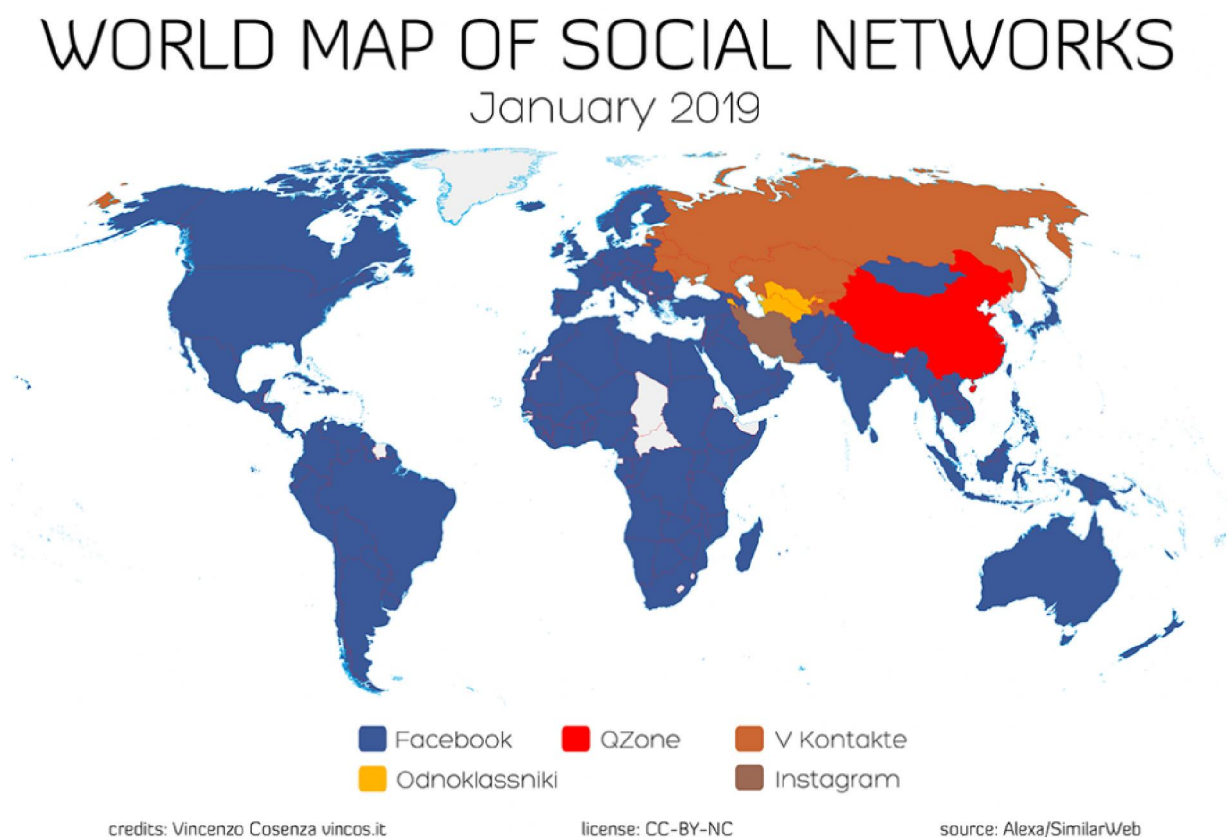 WORLD MAP OF SOCIAL NETWORKS
January 2019
Facebook QZone V Kontakte
Odnoklassniki Instagram
credits: Vincenzo Cosenza vincos.it license: CC-BY-NC source: Alexa/SimilarWeb